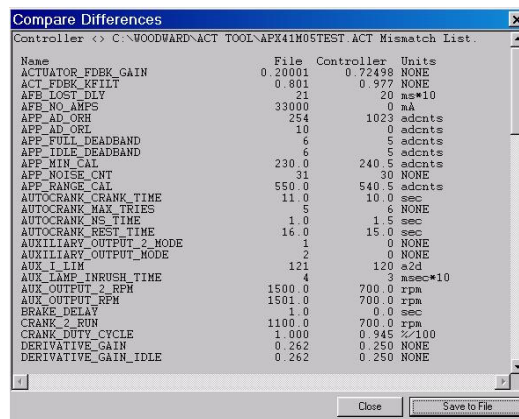 Compare Differences
Controller <> C:\WOODWARD\ACT TOOL\APX41M05TEST.ACT Mismatch List.
Name File Controller Units
ACTUATOR_FDBK_GAIN 0.20001 0.72498 NONE
ACT_FDBK_KFILT 0.801 0.977 NONE
AFB_LOST_DLY 21 20 ms*10
AFB_NO_AMPS 33000 0 mA
APP_AD_ORH 254 1023 adcnts
APP_AD_ORL 10 0 adcnts
APP_FULL_DEADBAND 6 5 adcnts
APP_IDLE_DEADBAND 6 5 adcnts
APP_MIN_CAL 230.0 240.5 adcnts
APP_NOISE_CNT 31 30 NONE
APP_RANGE_CAL 550.0 540.5 adcnts
AUTOCRANK_CRANK_TIME 11.0 10.0 sec
AUTOCRANK_MAX_TRIES 5 6 NONE
AUTOCRANK_NS_TIME 1.0 1.5 sec
AUTOCRANK_REST_TIME 16.0 15.0 sec
AUXILIARY_OUTPUT_2_MODE 1 0 NONE
AUXILIARY_OUTPUT_MODE 2 0 NONE
AUX_I_LIM 121 120 a2d
AUX_LAMP_INRUSH_TIME 4 3 msec*10
AUX_OUTPUT_2_RPM 1500.0 700.0 rpm
AUX_OUTPUT_RPM 1501.0 700.0 rpm
BRAKE_DELAY 1.0 0.0 sec
CRANK_2_RUN 1100.0 700.0 rpm
CRANK_DUTY_CYCLE 1.000 0.945 %/100
DERIVATIVE_GAIN 0.262 0.250 NONE
DERIVATIVE_GAIN_IDLE 0.262 0.250 NONE
Close Save to File